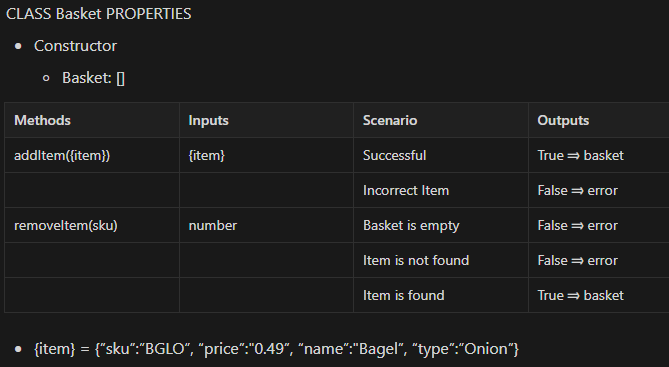 CLASS Basket PROPERTIES
• Constructor
○ Basket: []
Methods Inputs Scenario Outputs
addItem({item}) {item} Successful True ⇒ basket
Incorrect Item False ⇒ error
removeItem(sku) number Basket is empty False ⇒ error
Item is not found False ⇒ error
Item is found True ⇒ basket
• {item} = {"sku":"BGLO", "price":"0.49", "name":"Bagel", "type":"Onion"}